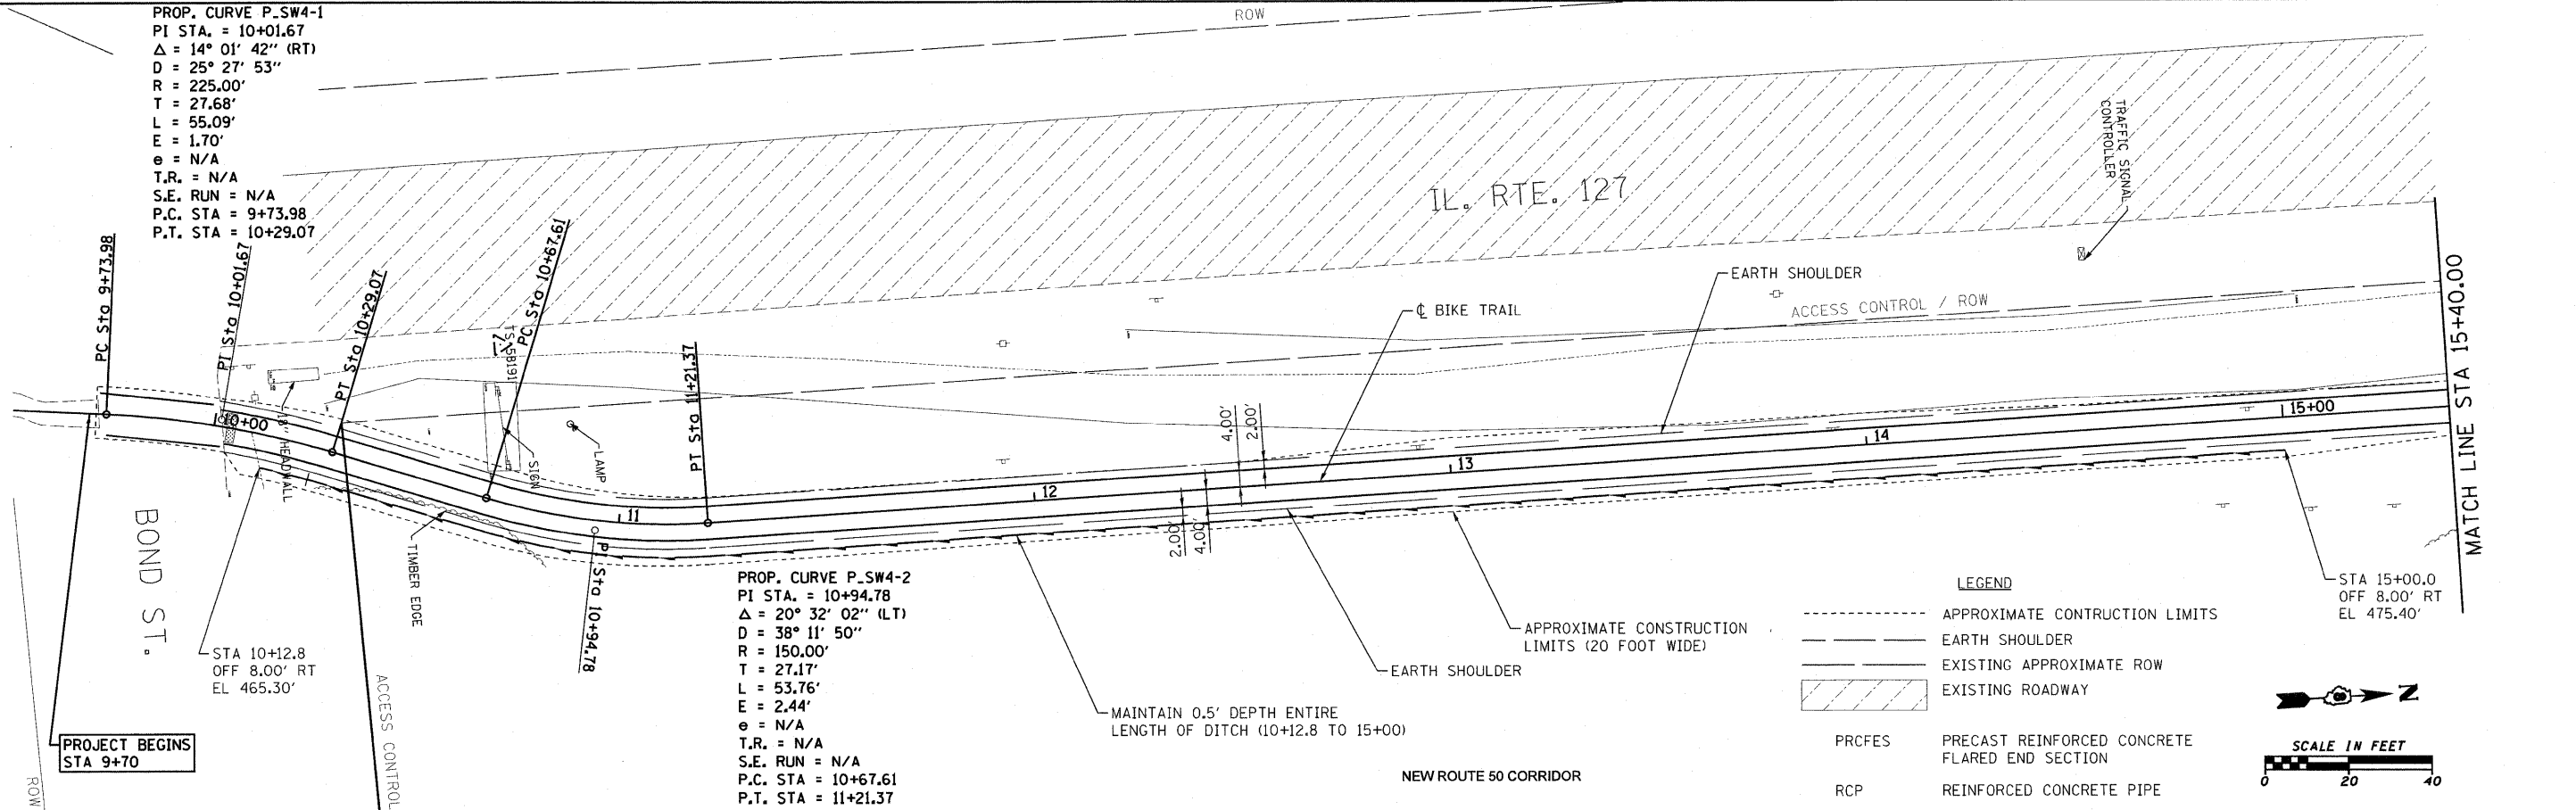 PROP. CURVE P_SW4-1
PI STA. = 10+01.67
Δ = 14° 01' 42" (RT)
D = 25° 27' 53"
R = 225.00'
T = 27.68'
L = 55.09'
E = 1.70'
e = N/A
T.R. = N/A
S.E. RUN = N/A
P.C. STA = 9+73.98
P.T. STA = 10+29.07
ROW
IL. RTE. 127
TRAFFIC SIGNAL
CONTROLLER
PC Sta 9+73.98
PI Sta 10+01.67
PT Sta 10+29.07
PC Sta 10+67.61
TS 58191
PT Sta 11+21.37
EARTH SHOULDER
℄ BIKE TRAIL
ACCESS CONTROL / ROW
MATCH LINE STA 15+40.00
10+00
11
12
13
14
15+00
18" HEADWALL
SIGN
LAMP
4.00'
2.00'
2.00'
4.00'
TIMBER EDGE
PI Sta 10+94.78
BOND ST.
STA 10+12.8
OFF 8.00' RT
EL 465.30'
ACCESS CONTROL
PROJECT BEGINS
STA 9+70
ROW
PROP. CURVE P_SW4-2
PI STA. = 10+94.78
Δ = 20° 32' 02" (LT)
D = 38° 11' 50"
R = 150.00'
T = 27.17'
L = 53.76'
E = 2.44'
e = N/A
T.R. = N/A
S.E. RUN = N/A
P.C. STA = 10+67.61
P.T. STA = 11+21.37
MAINTAIN 0.5' DEPTH ENTIRE
LENGTH OF DITCH (10+12.8 TO 15+00)
EARTH SHOULDER
APPROXIMATE CONSTRUCTION
LIMITS (20 FOOT WIDE)
NEW ROUTE 50 CORRIDOR
STA 15+00.0
OFF 8.00' RT
EL 475.40'
LEGEND
APPROXIMATE CONTRUCTION LIMITS
EARTH SHOULDER
EXISTING APPROXIMATE ROW
EXISTING ROADWAY
PRCFES PRECAST REINFORCED CONCRETE
FLARED END SECTION
RCP REINFORCED CONCRETE PIPE
Z
SCALE IN FEET
0 20 40